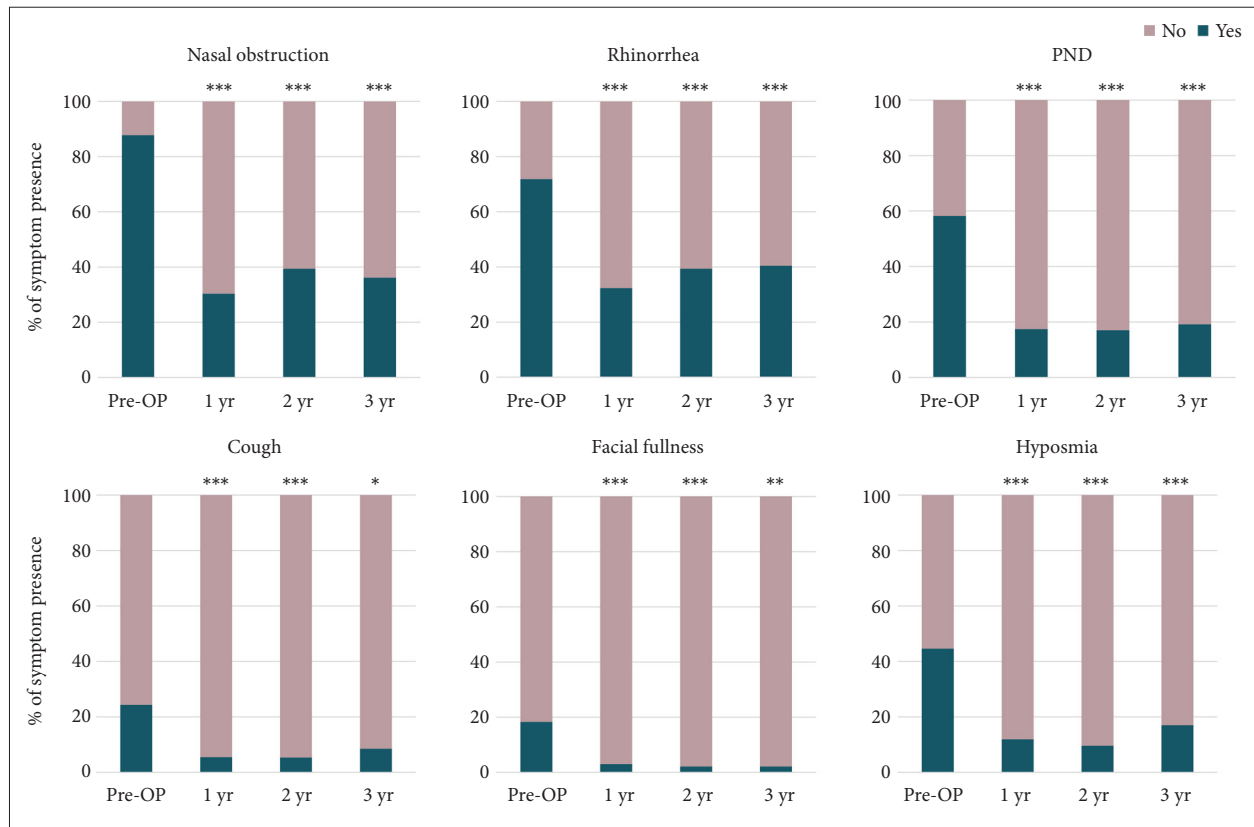 No Yes
Nasal obstruction
Rhinorrhea
PND
% of symptom presence
*** *** ***
100
80
60
40
20
0
Pre-OP 1 yr 2 yr 3 yr
*** *** ***
100
80
60
40
20
0
Pre-OP 1 yr 2 yr 3 yr
*** *** ***
100
80
60
40
20
0
Pre-OP 1 yr 2 yr 3 yr
Cough
Facial fullness
Hyposmia
% of symptom presence
*** *** *
100
80
60
40
20
0
Pre-OP 1 yr 2 yr 3 yr
*** *** **
100
80
60
40
20
0
Pre-OP 1 yr 2 yr 3 yr
*** *** ***
100
80
60
40
20
0
Pre-OP 1 yr 2 yr 3 yr